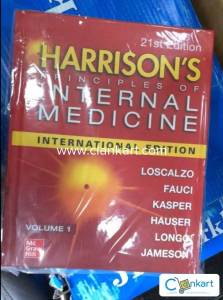 21st Edition
HARRISON'S
PRINCIPLES OF
INTERNAL
MEDICINE
INTERNATIONAL EDITION
www.clankart.com
LOSCALZO
FAUCI
KASPER
HAUSER
LONGO
JAMESON
VOLUME 1
Mc
Graw
Hill
Clankart